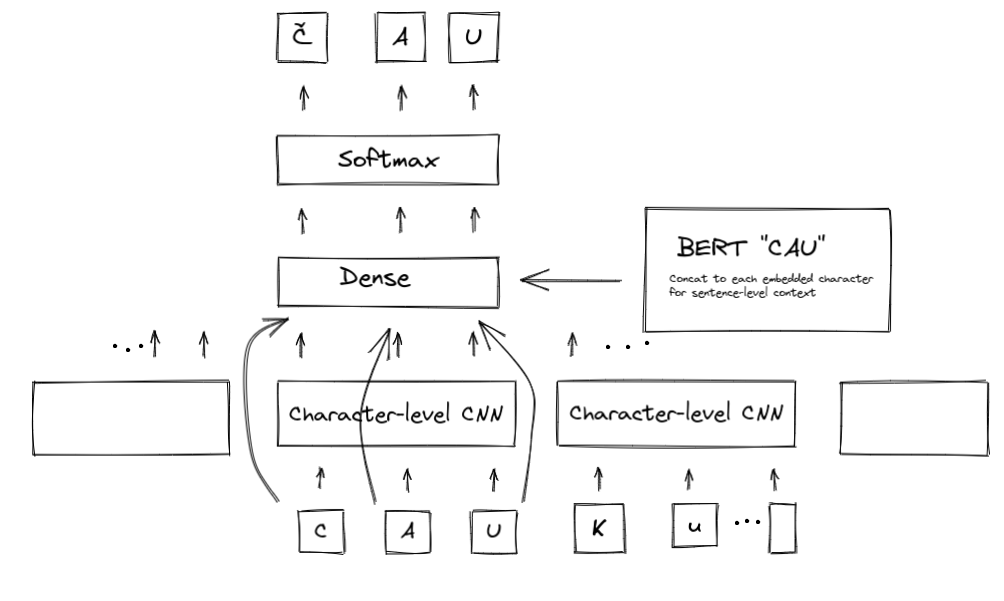 Č A U
Softmax
Dense
BERT "CAU"
Concat to each embedded character
for sentence-level context
...
...
Character-level CNN
Character-level CNN
C A U K u ...